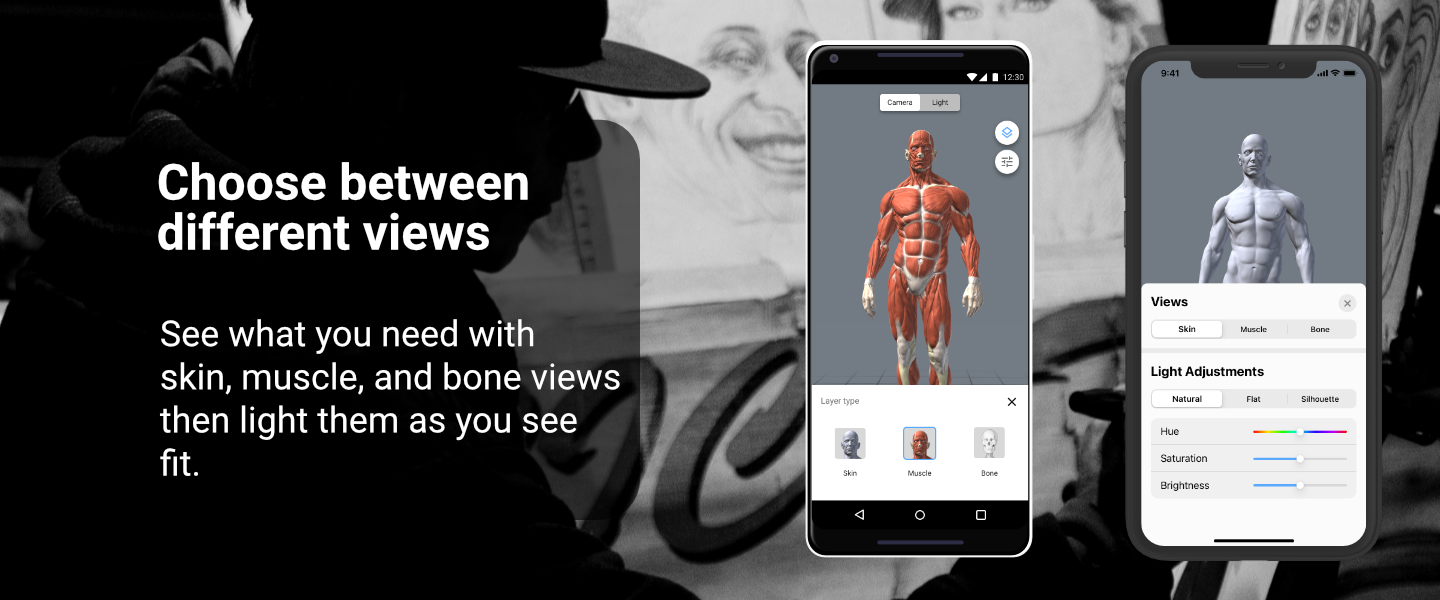 Choose between
different views
See what you need with
skin, muscle, and bone views
then light them as you see
fit.
12:30
Camera Light
Layer type
Skin Muscle Bone
9:41
Views
Skin Muscle Bone
Light Adjustments
Natural Flat Silhouette
Hue
Saturation
Brightness